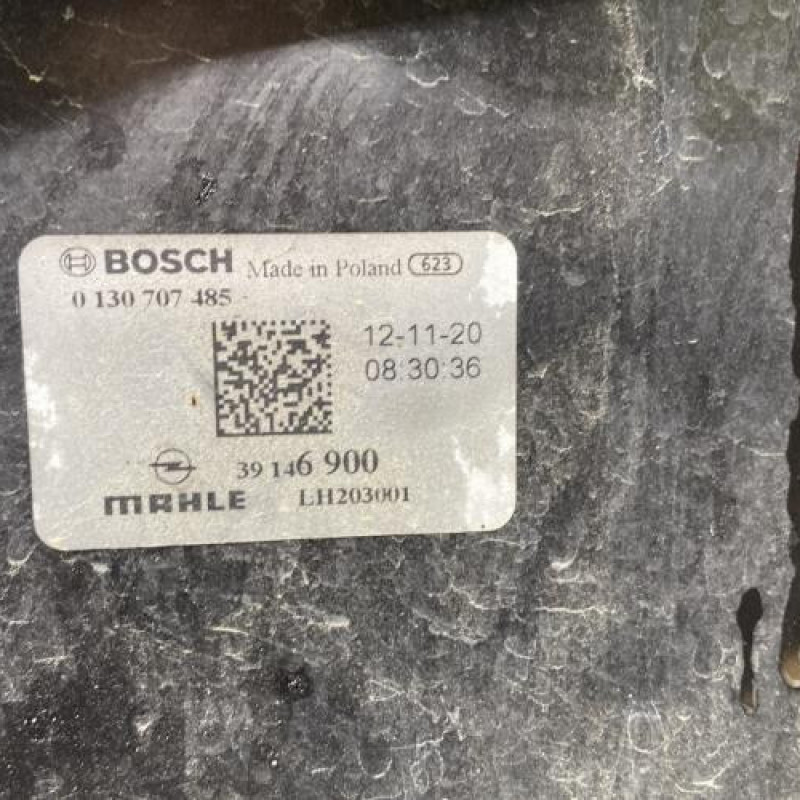 BOSCH Made in Poland 623
0 130 707 485
12-11-20
08:30:36
39 146 900
MAHLE LH203001